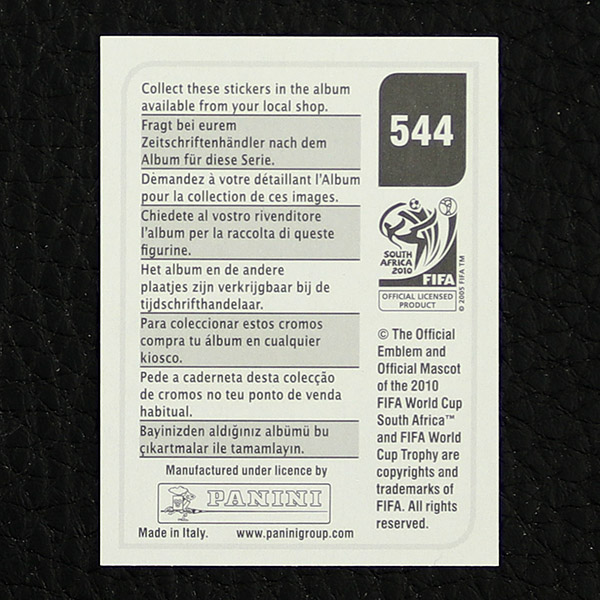 Collect these stickers in the album
available from your local shop.
Fragt bei eurem
Zeitschriftenhändler nach dem
Album für diese Serie.
Demandez à votre détaillant l'Album
pour la collection de ces images.
Chiedete al vostro rivenditore
l'album per la raccolta di queste
figurine.
Het album en de andere
plaatjes zijn verkrijgbaar bij de
tijdschrifthandelaar.
Para coleccionar estos cromos
compra tu álbum en cualquier
kiosco.
Pede a caderneta desta colecção
de cromos no teu ponto de venda
habitual.
Bayinizden aldığınız albümü bu
çıkartmalar ile tamamlayın.
Manufactured under licence by
PANINI
Made in Italy. www.paninigroup.com
544
SOUTH
AFRICA
2010
FIFA
OFFICIAL LICENSED
PRODUCT
© 2005 FIFA TM
© The Official
Emblem and
Official Mascot
of the 2010
FIFA World Cup
South Africa™
and FIFA World
Cup Trophy are
copyrights and
trademarks of
FIFA. All rights
reserved.